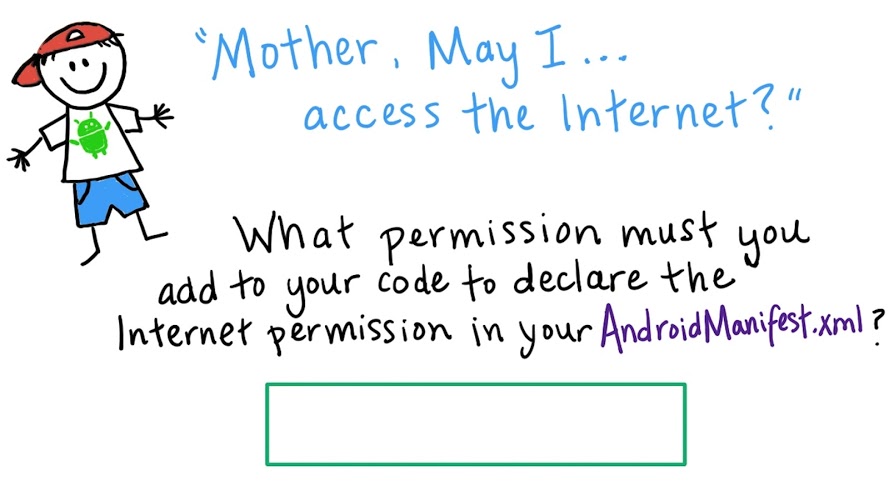 "Mother, May I...
access the Internet?"
What permission must you
add to your code to declare the
Internet permission in your AndroidManifest.xml?